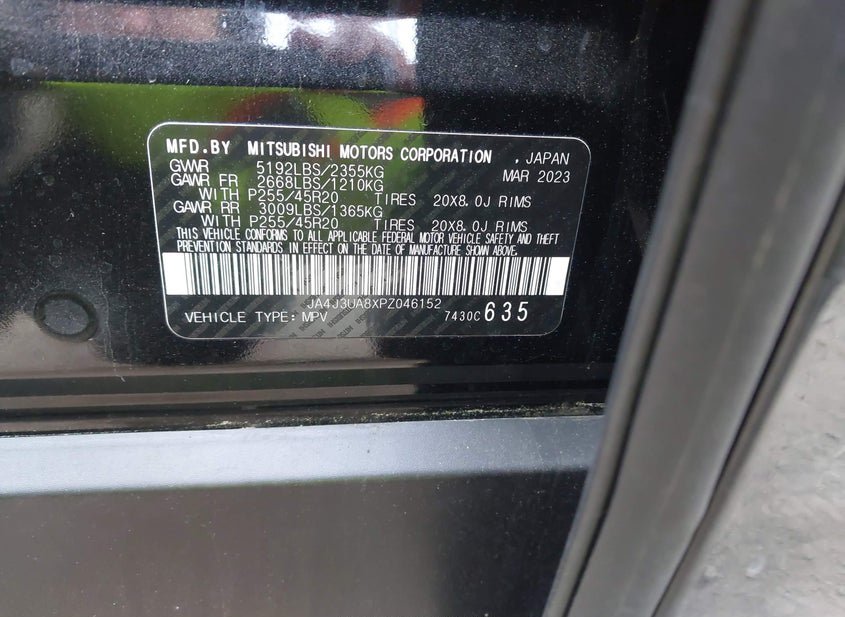 MFD.BY MITSUBISHI MOTORS CORPORATION , JAPAN
GVWR 5192LBS/2355KG MAR 2023
GAWR FR 2668LBS/1210KG
WITH P255/45R20 TIRES 20X8.0J RIMS
GAWR RR 3009LBS/1365KG
WITH P255/45R20 TIRES 20X8.0J RIMS
THIS VEHICLE CONFORMS TO ALL APPLICABLE FEDERAL MOTOR VEHICLE SAFETY AND THEFT
PREVENTION STANDARDS IN EFFECT ON THE DATE OF MANUFACTURE SHOWN ABOVE.
JA4J3UA8XPZ046152
VEHICLE TYPE: MPV 7430C 635